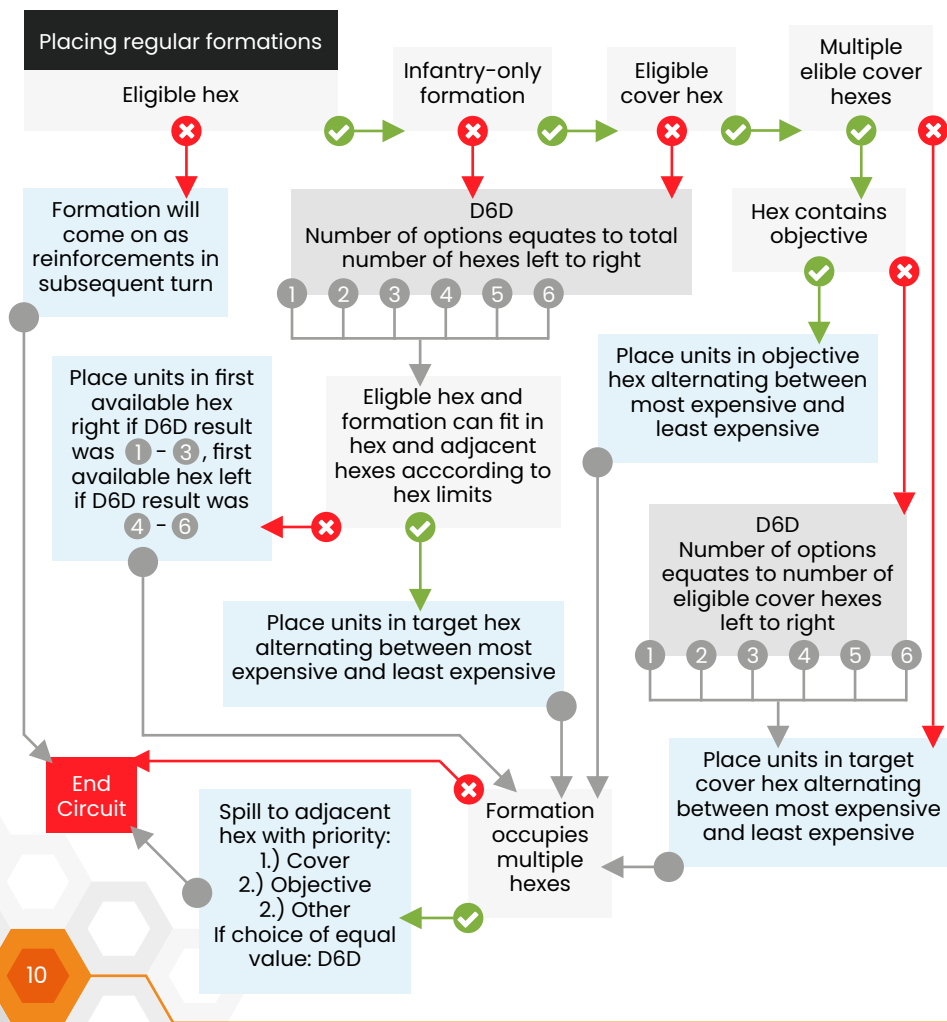 Placing regular formations
Eligible hex
Infantry-only
formation
Eligible
cover hex
Multiple
elible cover
hexes
Formation will
come on as
reinforcements in
subsequent turn
D6D
Number of options equates to total
number of hexes left to right
1 2 3 4 5 6
Hex contains
objective
Place units in first
available hex
right if D6D result
was 1 - 3, first
available hex left
if D6D result was
4 - 6
Eligble hex and
formation can fit in
hex and adjacent
hexes acccording to
hex limits
Place units in objective
hex alternating between
most expensive and
least expensive
D6D
Number of options
equates to number of
eligible cover hexes
left to right
1 2 3 4 5 6
Place units in target hex
alternating between most
expensive and least expensive
Place units in target
cover hex alternating
between most expensive
and least expensive
End
Circuit
Spill to adjacent
hex with priority:
1.) Cover
2.) Objective
2.) Other
If choice of equal
value: D6D
Formation
occupies
multiple
hexes
10